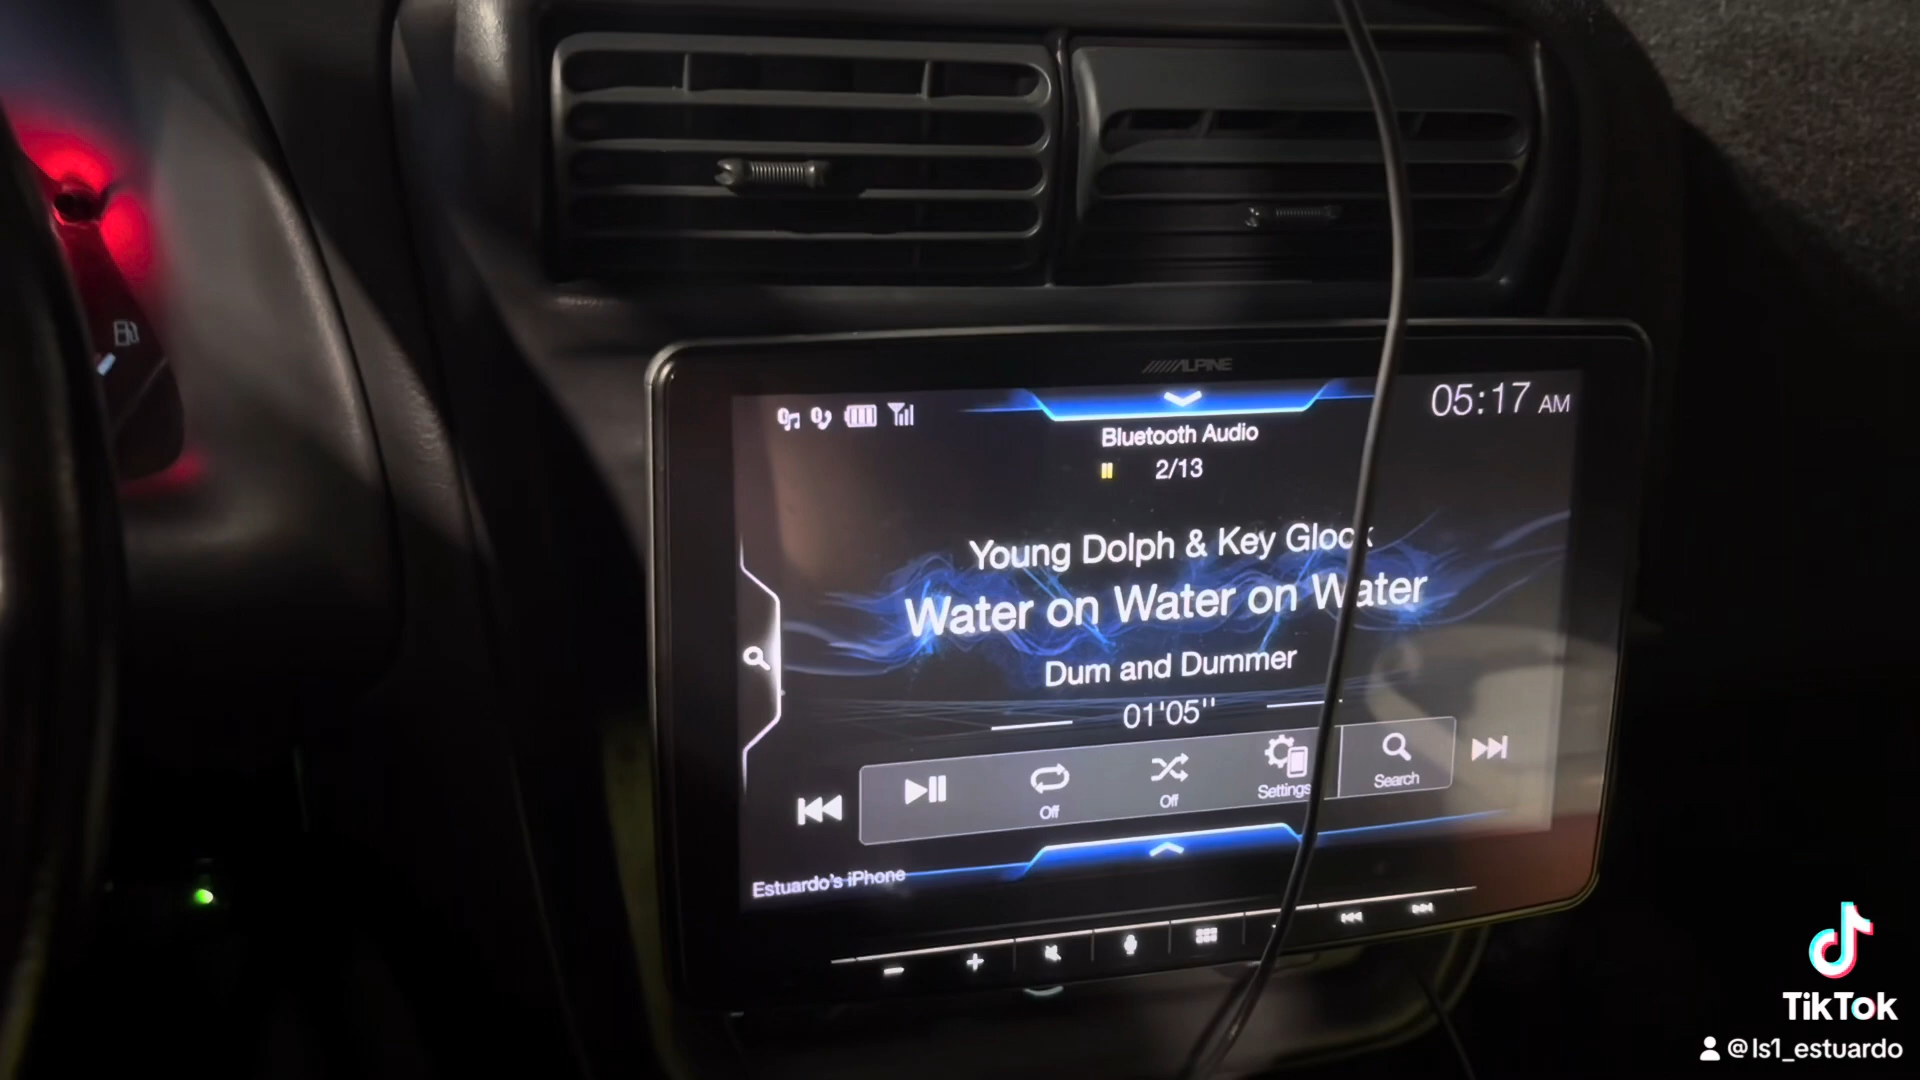 ALPINE
05:17 AM
Bluetooth Audio
2/13
Young Dolph & Key Glock
Water on Water on Water
Dum and Dummer
01'05''
Off
Off
Settings
Search
Estuardo's iPhone
TikTok
@ls1_estuardo